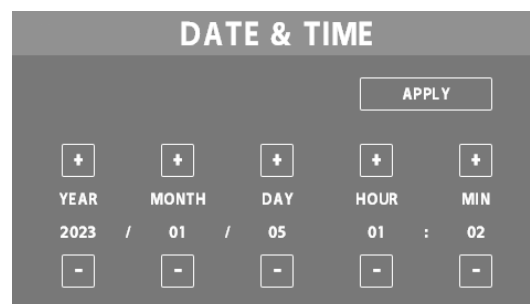 DATE & TIME
APPLY
+ + + + +
YEAR MONTH DAY HOUR MIN
2023 / 01 / 05 01 : 02
- - - - -